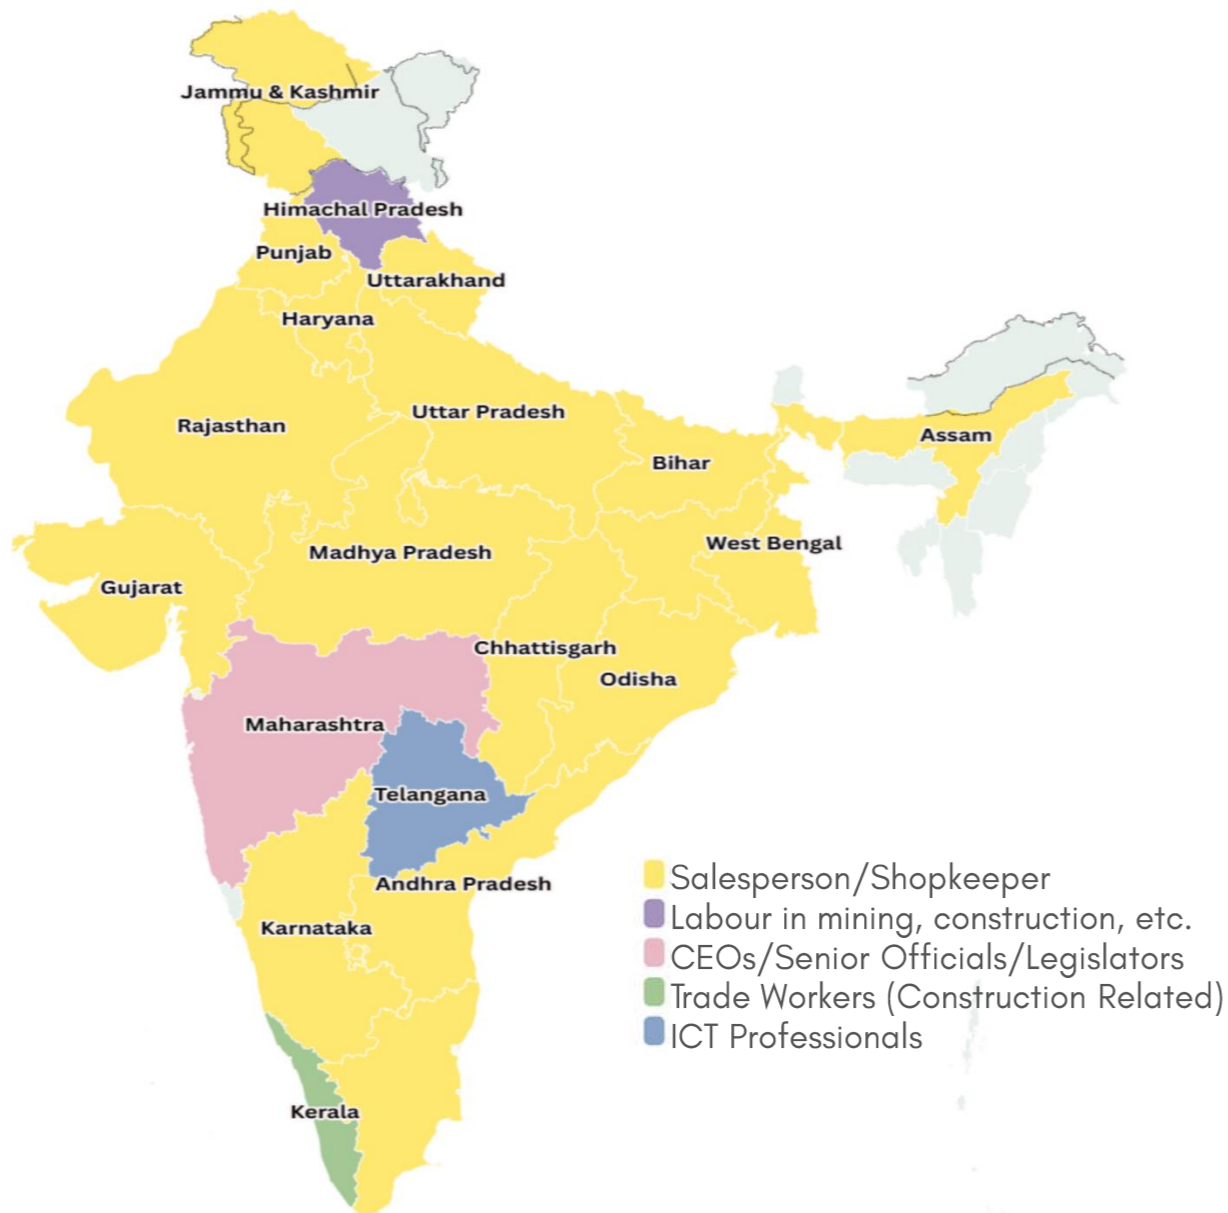 Jammu & Kashmir
Himachal Pradesh
Punjab
Uttarakhand
Haryana
Uttar Pradesh
Rajasthan
Assam
Bihar
West Bengal
Madhya Pradesh
Gujarat
Chhattisgarh
Odisha
Maharashtra
Telangana
Andhra Pradesh
Karnataka
Kerala
Salesperson/Shopkeeper
Labour in mining, construction, etc.
CEOs/Senior Officials/Legislators
Trade Workers (Construction Related)
ICT Professionals